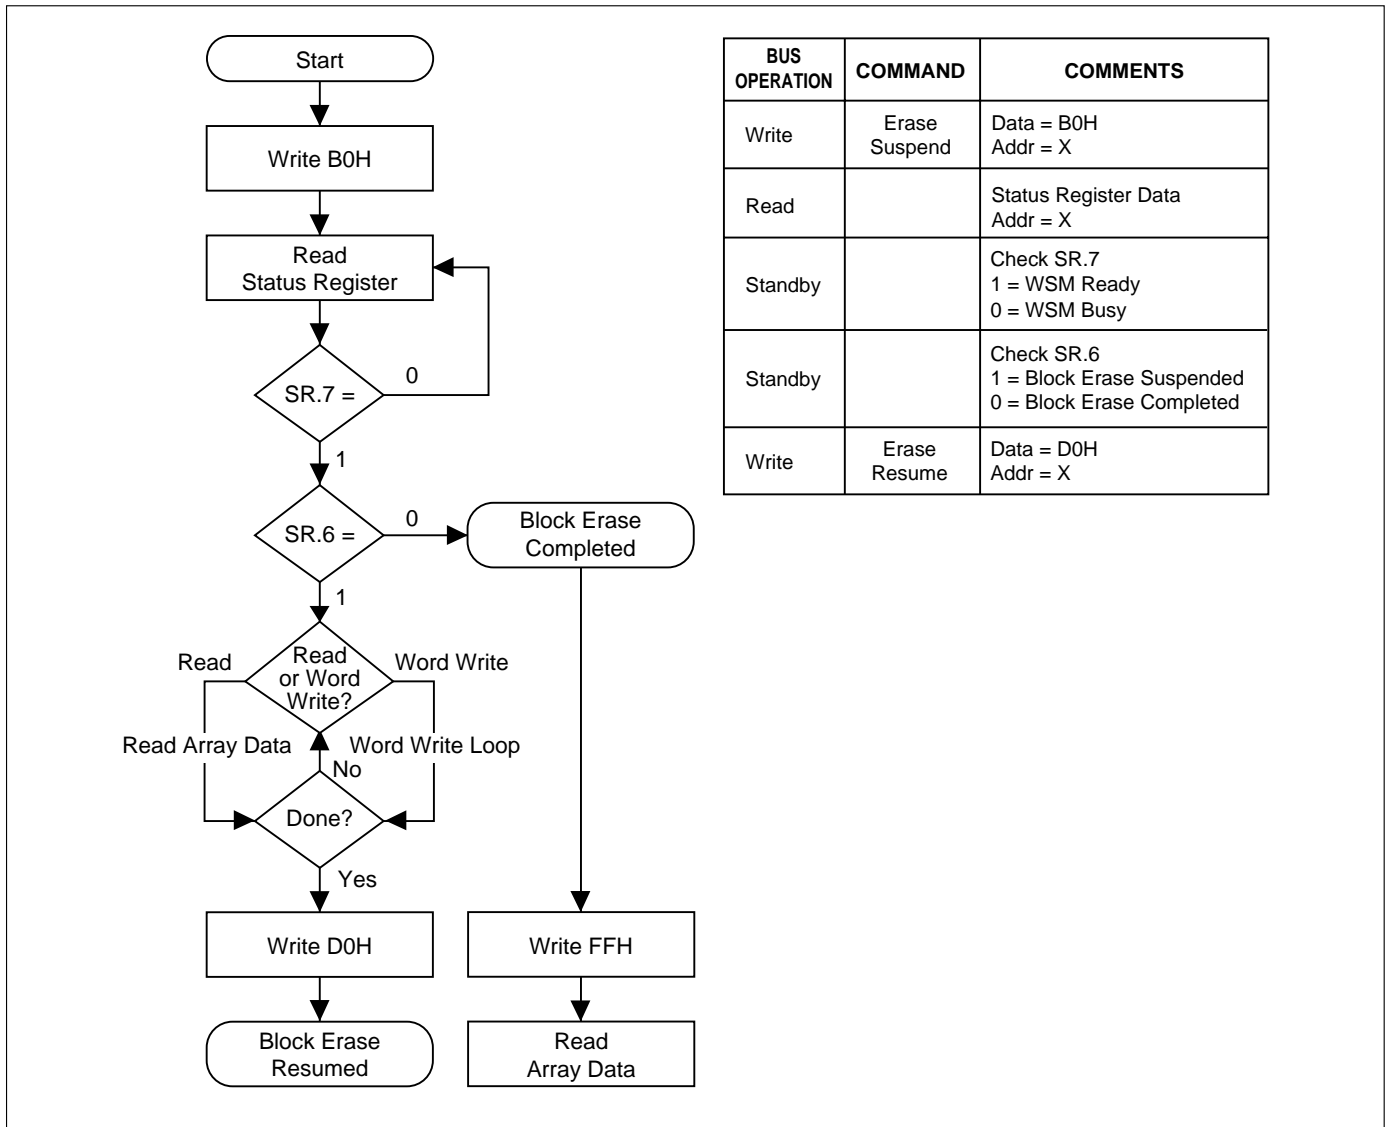 Start
Write B0H
Read
Status Register
SR.7 =
0
1
SR.6 =
0
Block Erase
Completed
1
Read
Read
or Word
Write?
Word Write
Read Array Data
Word Write Loop
No
Done?
Yes
Write D0H
Write FFH
Block Erase
Resumed
Read
Array Data
BUS
OPERATION
COMMAND
COMMENTS
Write
Erase
Suspend
Data = B0H
Addr = X
Read
Status Register Data
Addr = X
Standby
Check SR.7
1 = WSM Ready
0 = WSM Busy
Standby
Check SR.6
1 = Block Erase Suspended
0 = Block Erase Completed
Write
Erase
Resume
Data = D0H
Addr = X